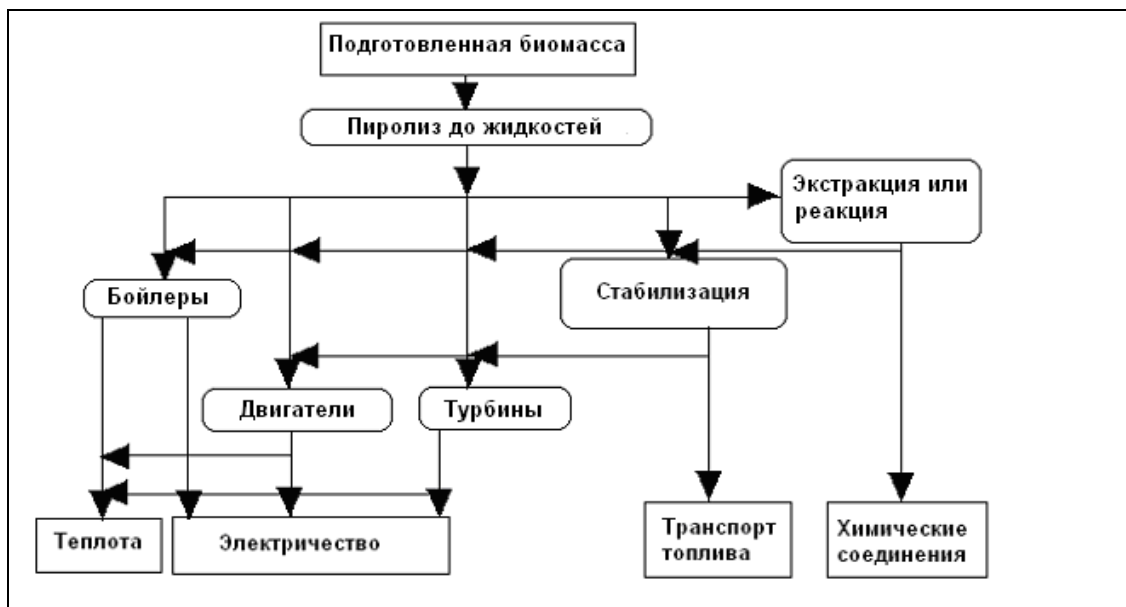 Подготовленная биомасса
Пиролиз до жидкостей
Экстракция или
реакция
Бойлеры
Стабилизация
Двигатели
Турбины
Теплота
Электричество
Транспорт
топлива
Химические
соединения